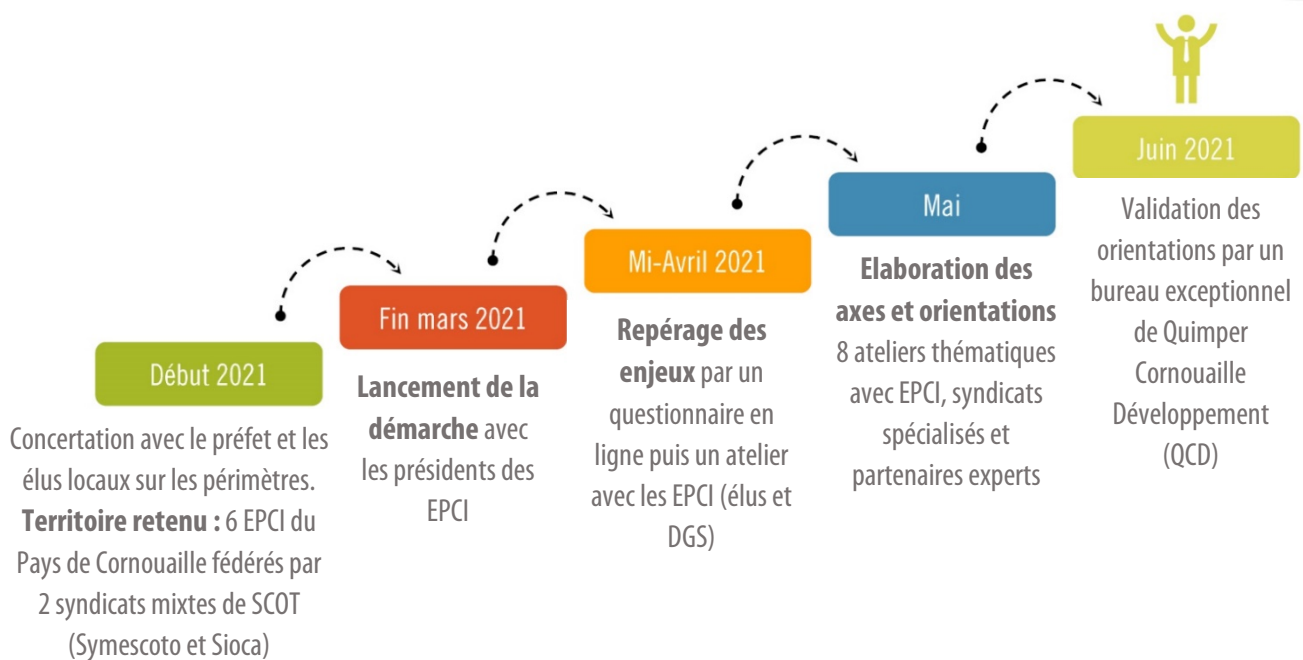 Début 2021
Concertation avec le préfet et les
élus locaux sur les périmètres.
Territoire retenu : 6 EPCI du
Pays de Cornouaille fédérés par
2 syndicats mixtes de SCOT
(Symescoto et Sioca)
Fin mars 2021
Lancement de la
démarche avec
les présidents des
EPCI
Mi-Avril 2021
Repérage des
enjeux par un
questionnaire en
ligne puis un atelier
avec les EPCI (élus et
DGS)
Mai
Elaboration des
axes et orientations
8 ateliers thématiques
avec EPCI, syndicats
spécialisés et
partenaires experts
Juin 2021
Validation des
orientations par un
bureau exceptionnel
de Quimper
Cornouaille
Développement
(QCD)